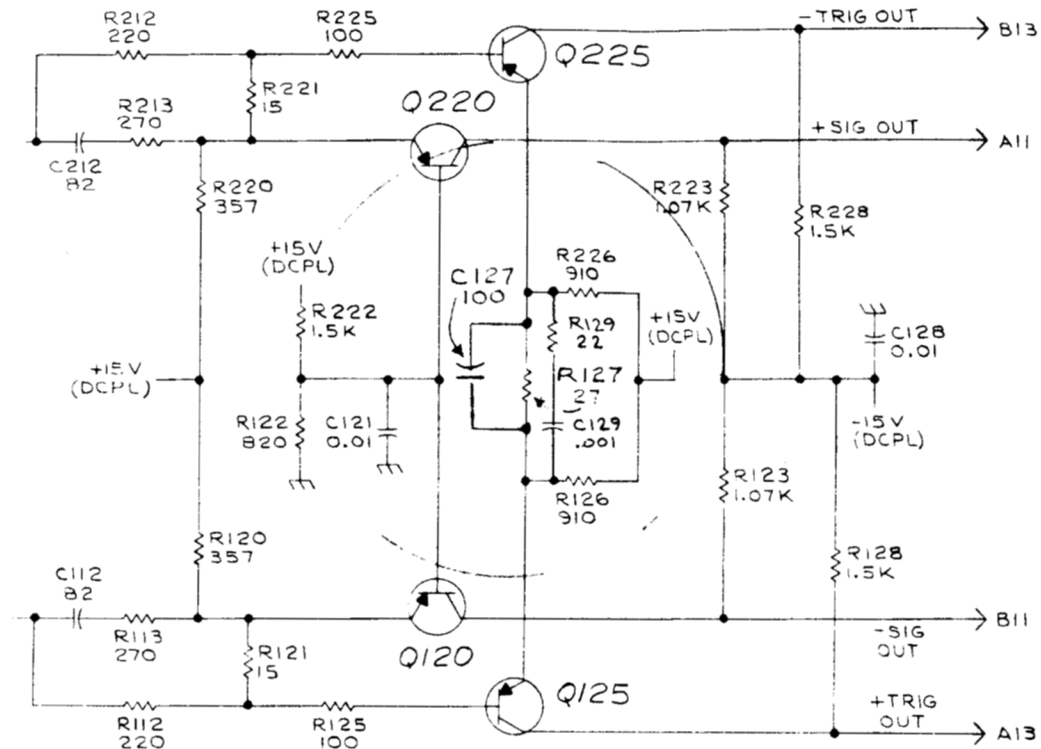 R212
220
R225
100
-TRIG OUT
B13
Q225
R221
15
R213
270
Q220
+SIG OUT
A11
C212
82
R220
357
R223
1.07K
R228
1.5K
+15V
(DCPL)
R226
910
C127
100
R222
1.5K
R129
22
+15V
(DCPL)
C128
0.01
+15V
(DCPL)
R127
27
R122
820
C121
0.01
C129
.001
-15V
(DCPL)
R126
910
R123
1.07K
R120
357
R128
1.5K
C112
82
R113
270
B11
-SIG
OUT
R121
15
Q120
Q125
+TRIG
OUT
R112
220
R125
100
A13